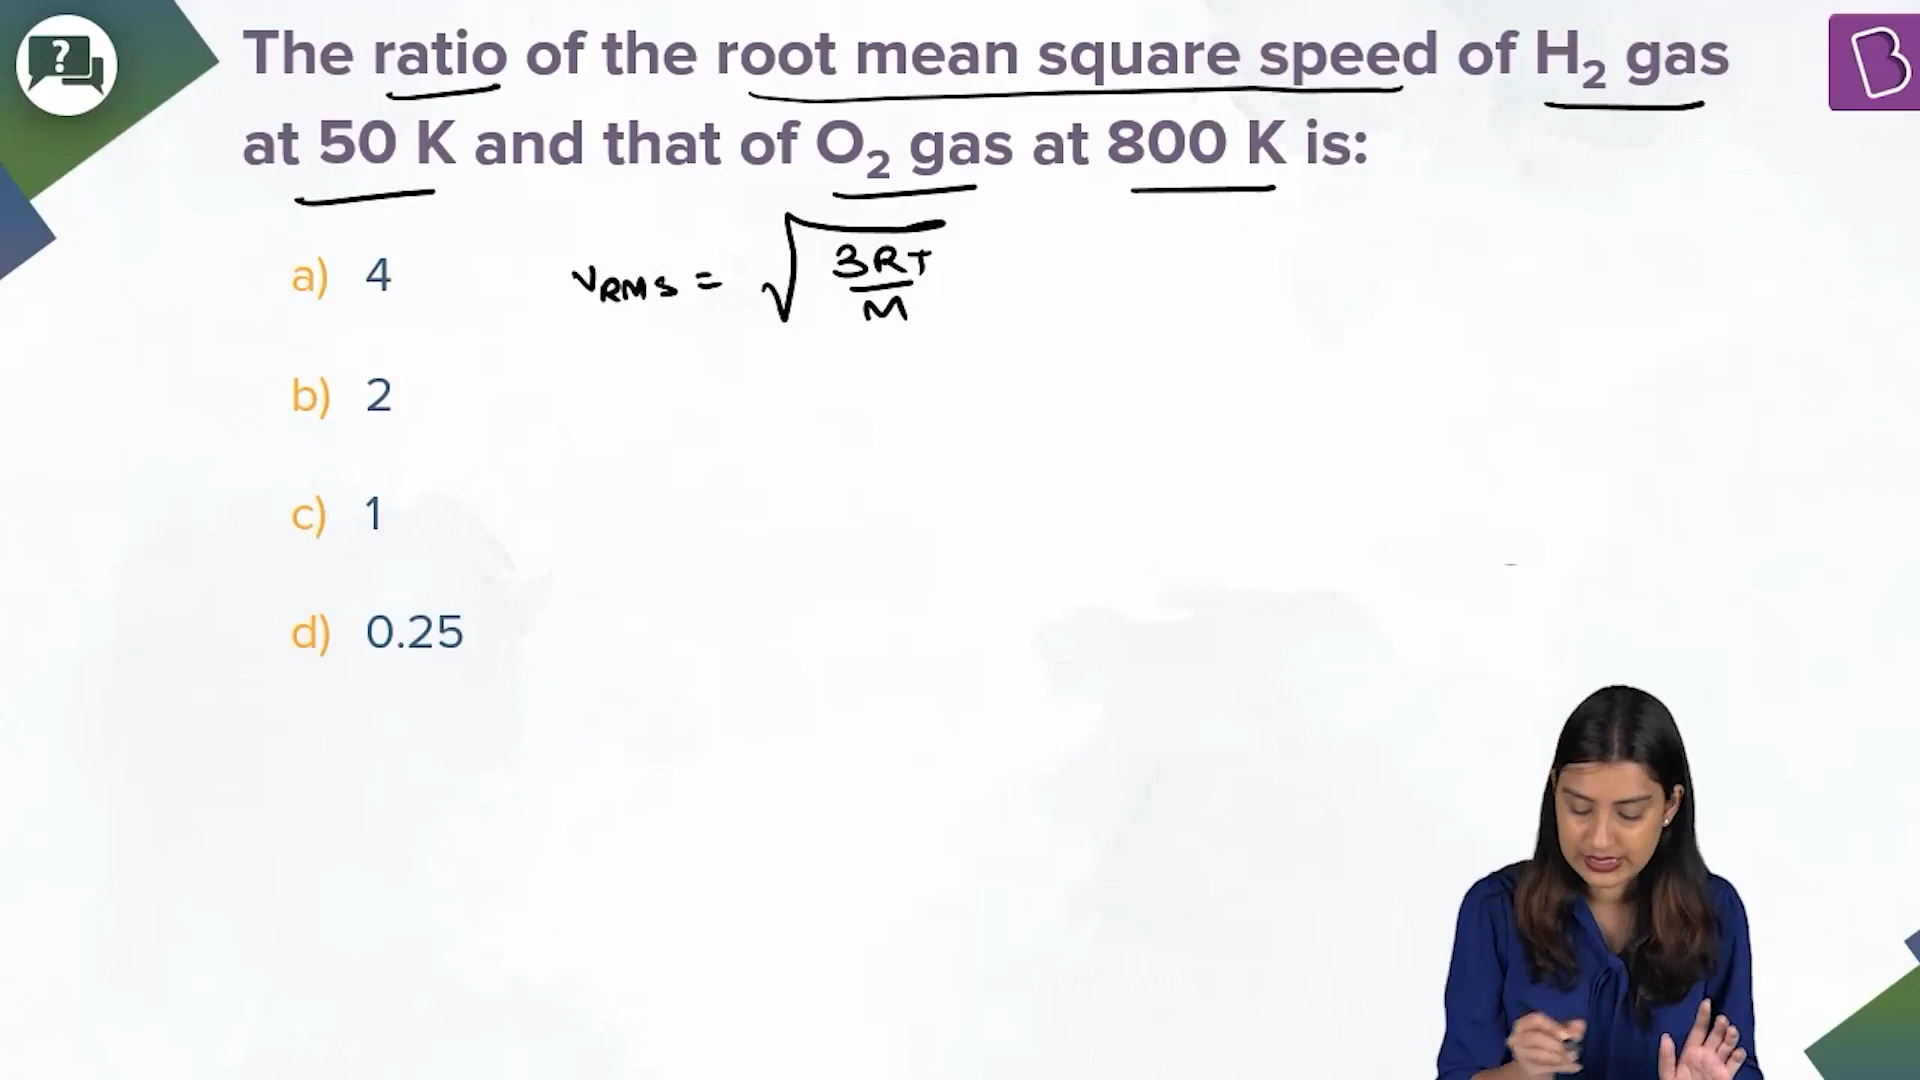 ?
The ratio of the root mean square speed of H₂ gas
B
at 50 K and that of O₂ gas at 800 K is:
a) 4
V_RMS = √(3RT/M)
b) 2
c) 1
d) 0.25